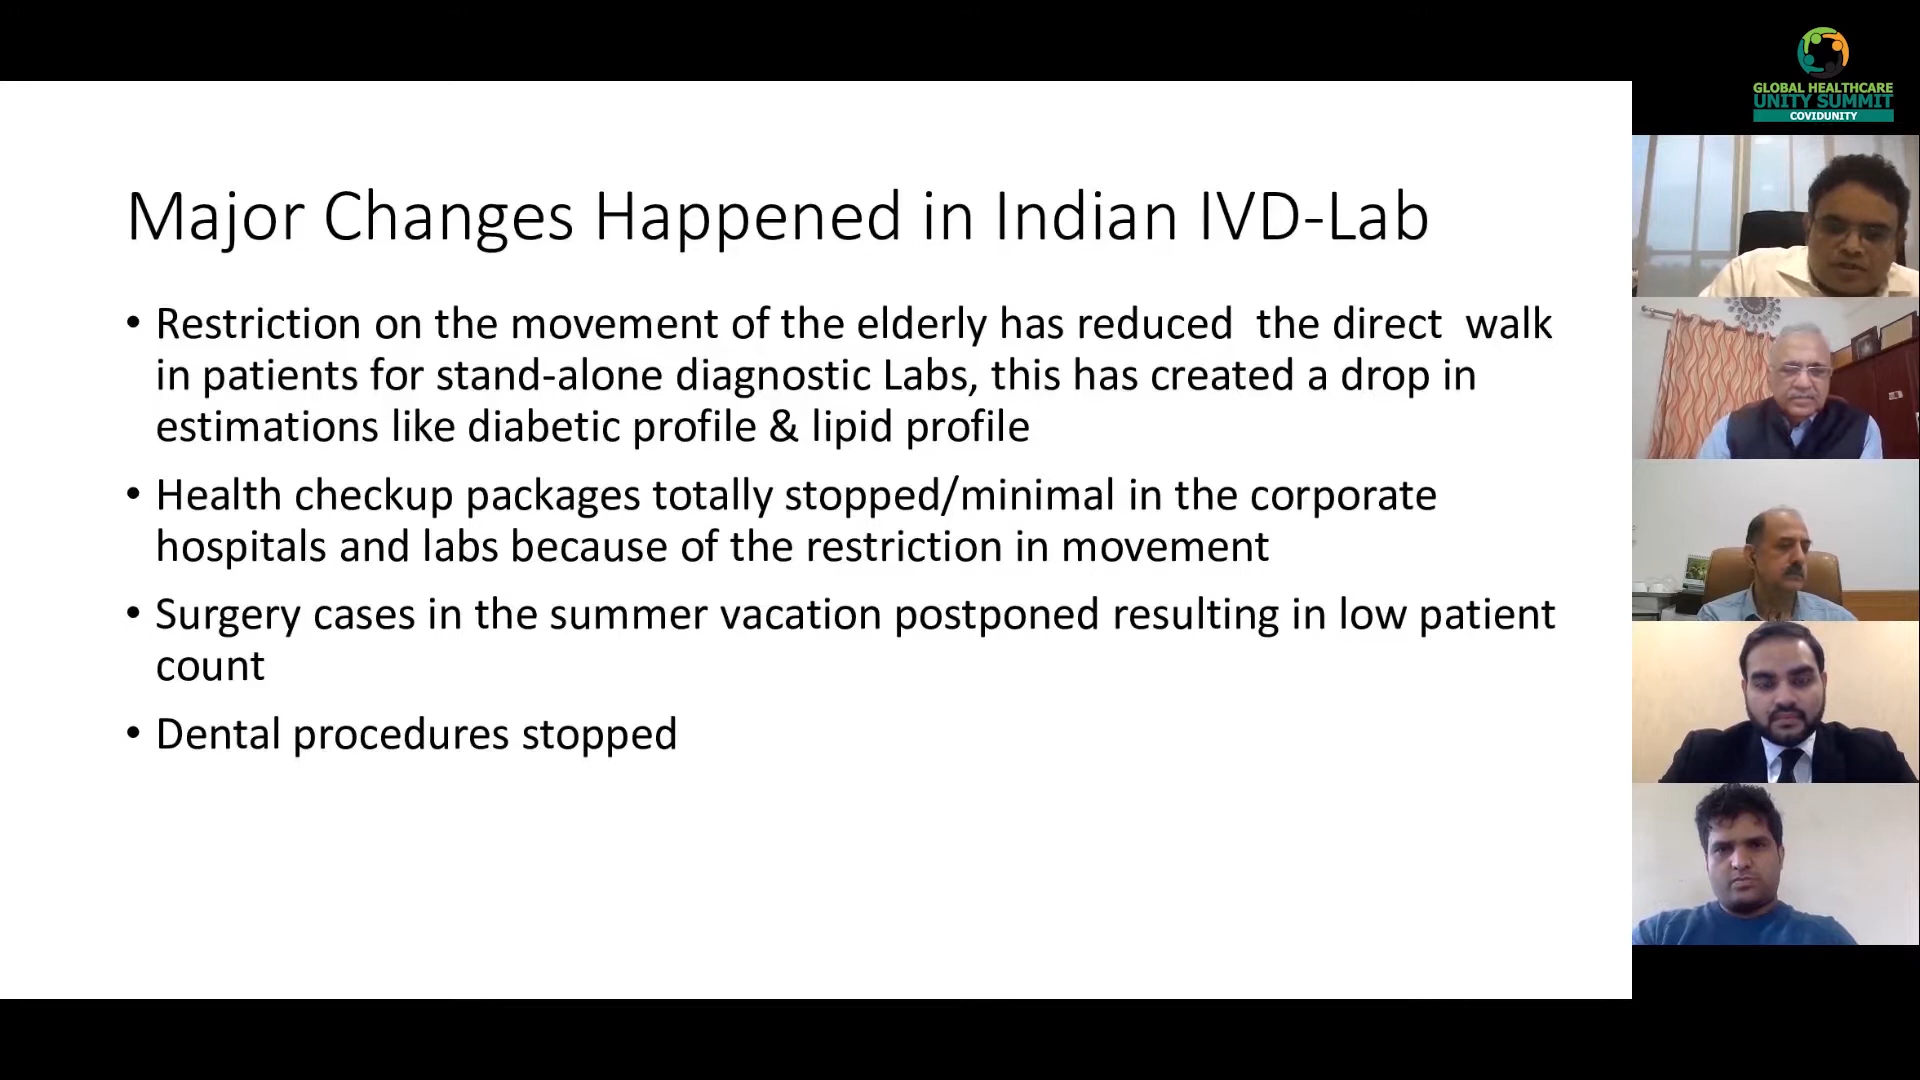 GLOBAL HEALTHCARE
UNITY SUMMIT
COVIDUNITY
Major Changes Happened in Indian IVD-Lab
• Restriction on the movement of the elderly has reduced  the direct  walk
in patients for stand-alone diagnostic Labs, this has created a drop in
estimations like diabetic profile & lipid profile
• Health checkup packages totally stopped/minimal in the corporate
hospitals and labs because of the restriction in movement
• Surgery cases in the summer vacation postponed resulting in low patient
count
• Dental procedures stopped